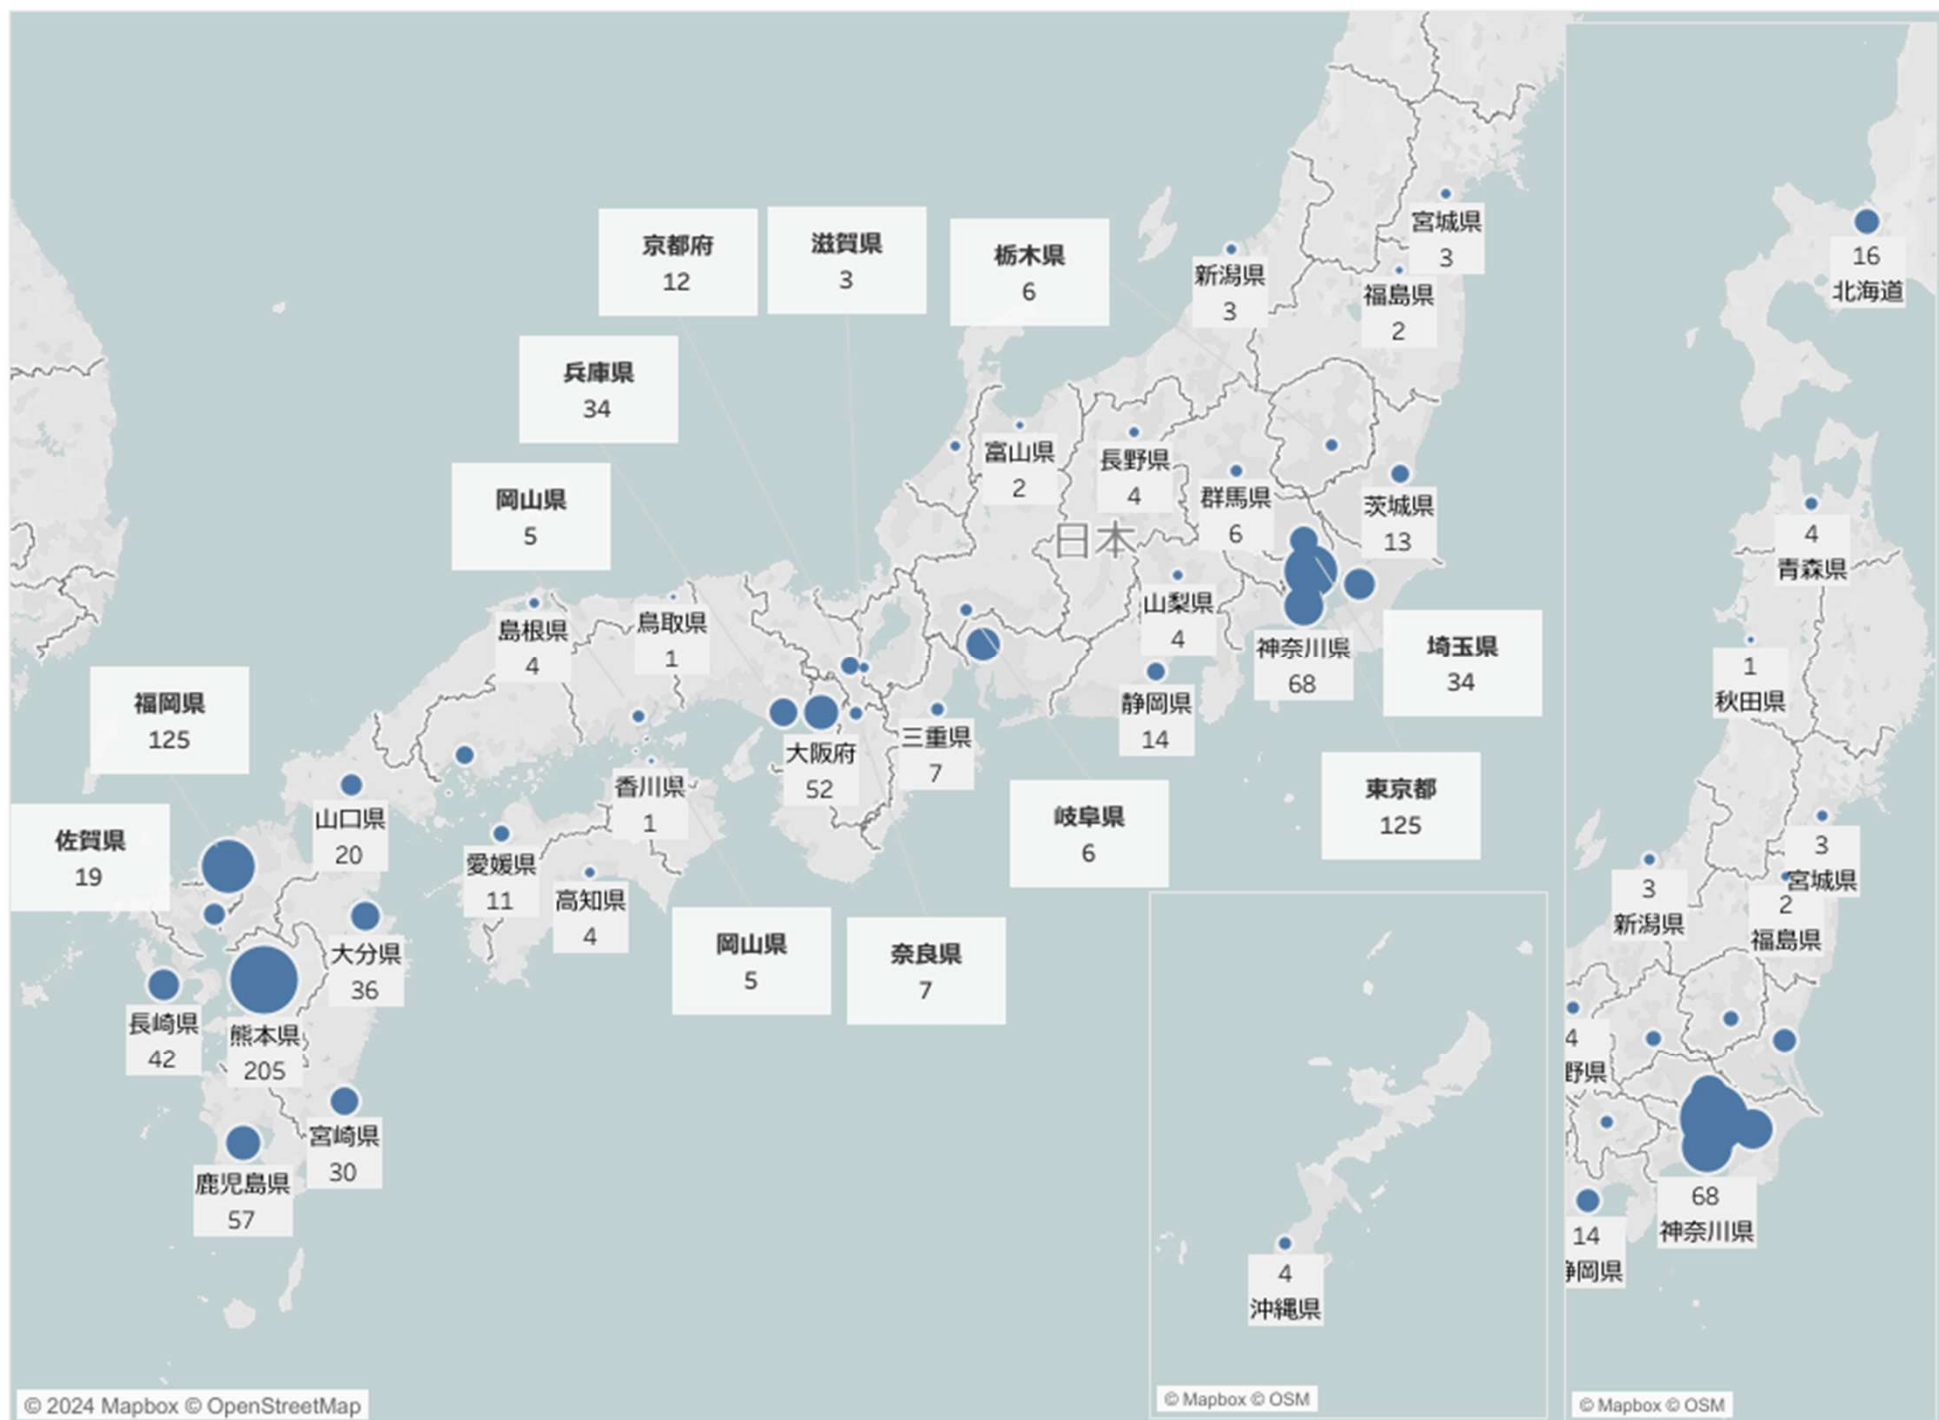 京都府
12
滋賀県
3
栃木県
6
兵庫県
34
岡山県
5
宮城県
3
新潟県
3
福島県
2
富山県
2
長野県
4
群馬県
6
茨城県
13
日本
山梨県
4
島根県
4
鳥取県
1
神奈川県
68
埼玉県
34
静岡県
14
福岡県
125
大阪府
52
三重県
7
香川県
1
東京都
125
岐阜県
6
佐賀県
19
山口県
20
愛媛県
11
高知県
4
岡山県
5
奈良県
7
大分県
36
長崎県
42
熊本県
205
宮崎県
30
鹿児島県
57
4
沖縄県
© Mapbox © OSM
16
北海道
4
青森県
1
秋田県
3
宮城県
3
新潟県
2
福島県
4
野県
68
神奈川県
14
静岡県
© Mapbox © OSM
© 2024 Mapbox © OpenStreetMap